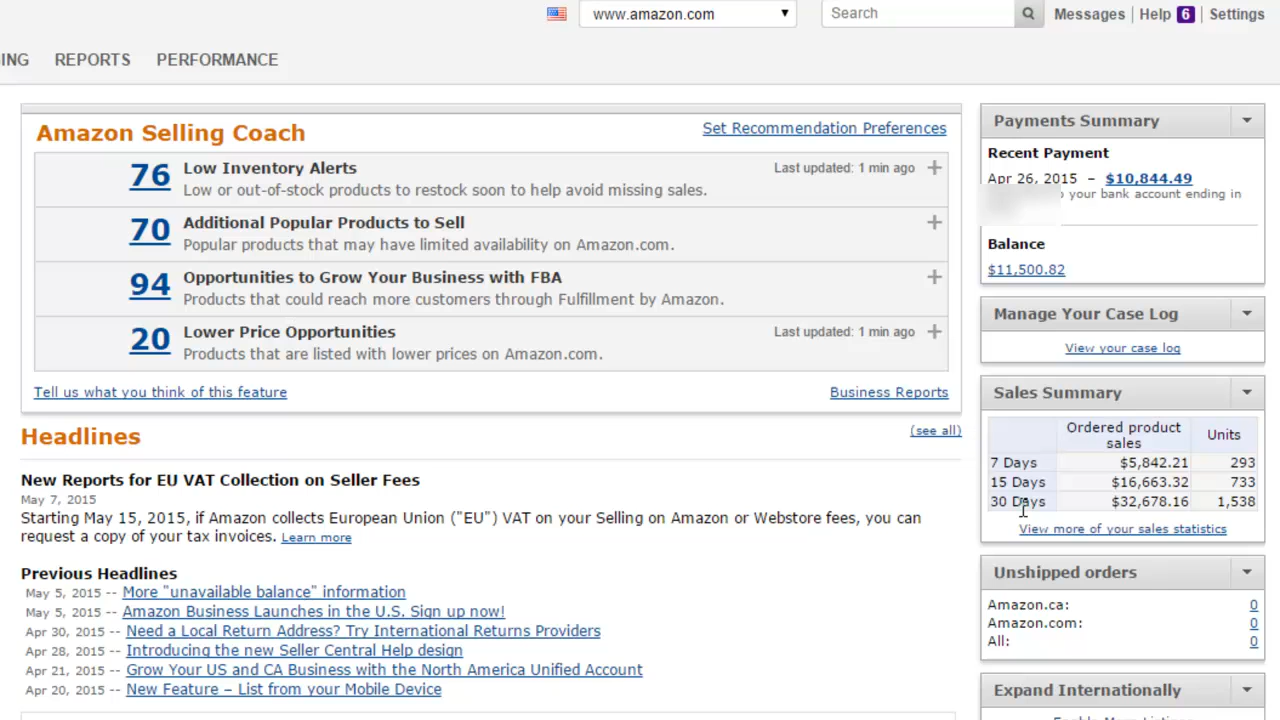 www.amazon.com
Search
Messages | Help 6 | Settings
ING REPORTS PERFORMANCE
Amazon Selling Coach
Set Recommendation Preferences
76 Low Inventory Alerts Last updated: 1 min ago
Low or out-of-stock products to restock soon to help avoid missing sales.
70 Additional Popular Products to Sell
Popular products that may have limited availability on Amazon.com.
94 Opportunities to Grow Your Business with FBA
Products that could reach more customers through Fulfillment by Amazon.
20 Lower Price Opportunities Last updated: 1 min ago
Products that are listed with lower prices on Amazon.com.
Tell us what you think of this feature Business Reports
Headlines (see all)
New Reports for EU VAT Collection on Seller Fees
May 7, 2015
Starting May 15, 2015, if Amazon collects European Union ("EU") VAT on your Selling on Amazon or Webstore fees, you can
request a copy of your tax invoices. Learn more
Previous Headlines
May 5, 2015 -- More "unavailable balance" information
May 5, 2015 -- Amazon Business Launches in the U.S. Sign up now!
Apr 30, 2015 -- Need a Local Return Address? Try International Returns Providers
Apr 28, 2015 -- Introducing the new Seller Central Help design
Apr 21, 2015 -- Grow Your US and CA Business with the North America Unified Account
Apr 20, 2015 -- New Feature – List from your Mobile Device
Payments Summary
Recent Payment
Apr 26, 2015 – $10,844.49
your bank account ending in
Balance
$11,500.82
Manage Your Case Log
View your case log
Sales Summary
Ordered product
sales Units
7 Days $5,842.21 293
15 Days $16,663.32 733
30 Days $32,678.16 1,538
View more of your sales statistics
Unshipped orders
Amazon.ca: 0
Amazon.com: 0
All: 0
Expand Internationally